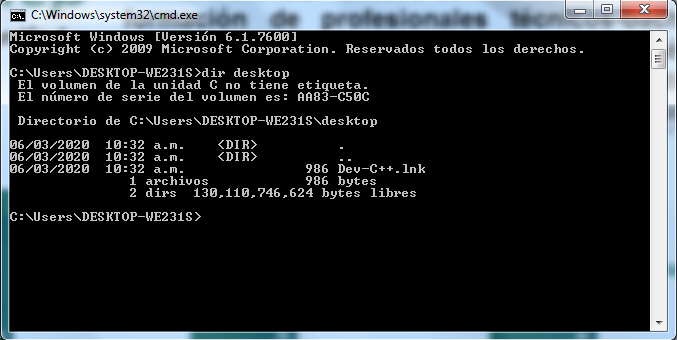 C:\Windows\system32\cmd.exe
ación de profesionales técnicos
Microsoft Windows [Versión 6.1.7600]
Copyright (c) 2009 Microsoft Corporation. Reservados todos los derechos.
C:\Users\DESKTOP-WE231S>dir desktop
El volumen de la unidad C no tiene etiqueta.
El número de serie del volumen es: AA83-C50C
Directorio de C:\Users\DESKTOP-WE231S\desktop
06/03/2020 10:32 a.m. <DIR> .
06/03/2020 10:32 a.m. <DIR> ..
06/03/2020 10:32 a.m. 986 Dev-C++.lnk
1 archivos 986 bytes
2 dirs 130,110,746,624 bytes libres
C:\Users\DESKTOP-WE231S>